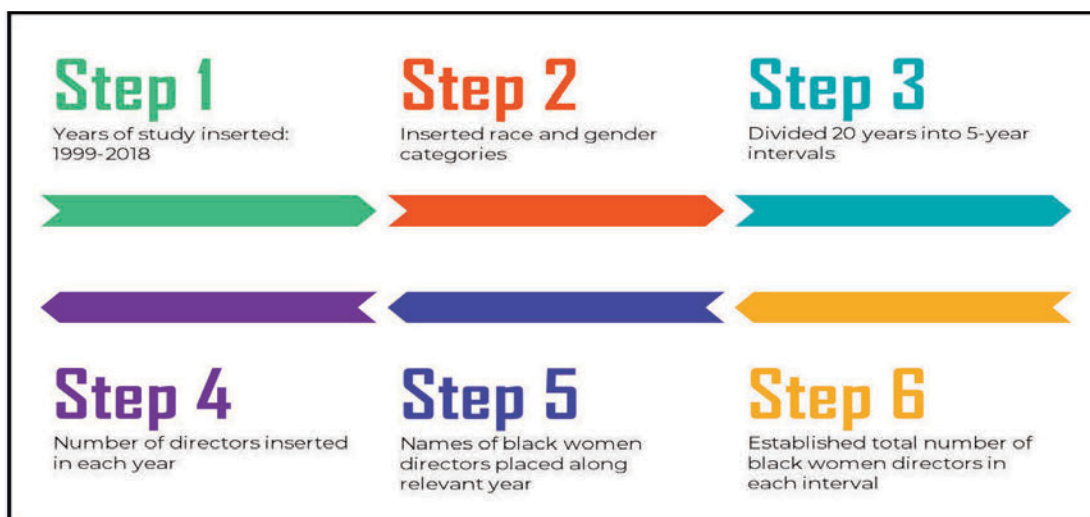 Step 1
Years of study inserted:
1999-2018
Step 2
Inserted race and gender
categories
Step 3
Divided 20 years into 5-year
intervals
Step 4
Number of directors inserted
in each year
Step 5
Names of black women
directors placed along
relevant year
Step 6
Established total number of
black women directors in
each interval